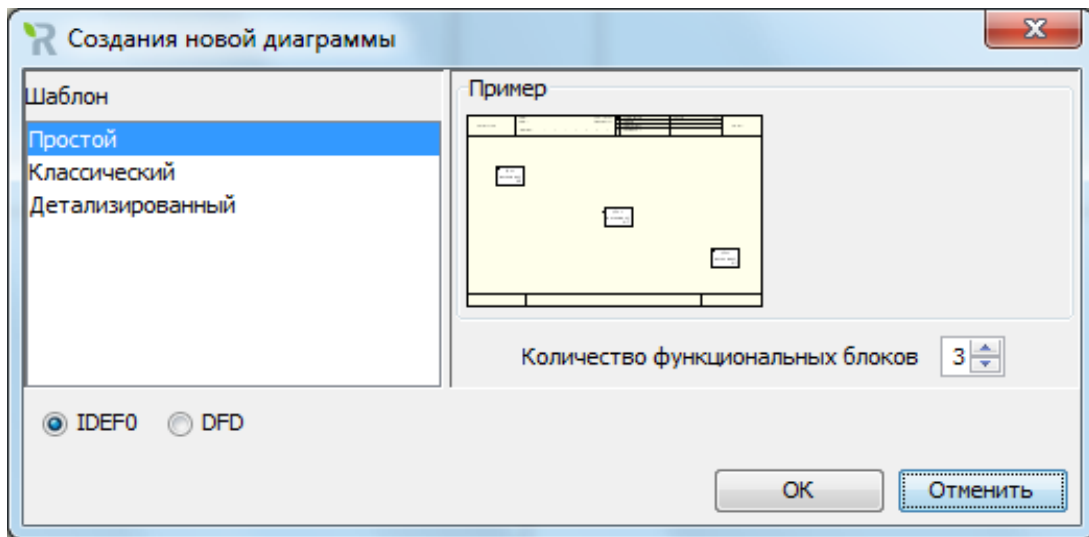 Создания новой диаграммы
Шаблон
Простой
Классический
Детализированный
Пример
Количество функциональных блоков 3
IDEF0 DFD
OK Отменить